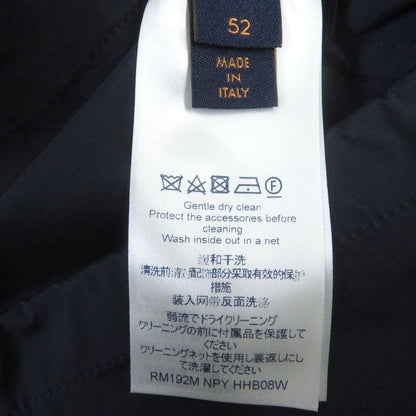 52
MADE
IN
ITALY
F
Gentle dry clean
Protect the accessories before
cleaning
Wash inside out in a net
缓和干洗
清洗前请对配饰部分采取有效的保护
措施
装入网带反面洗涤
弱流でドライクリーニング
クリーニングの前に付属品を保護して
ください
クリーニングネットを使用し裏返しにし
て洗濯してください
RM192M NPY HHB08W